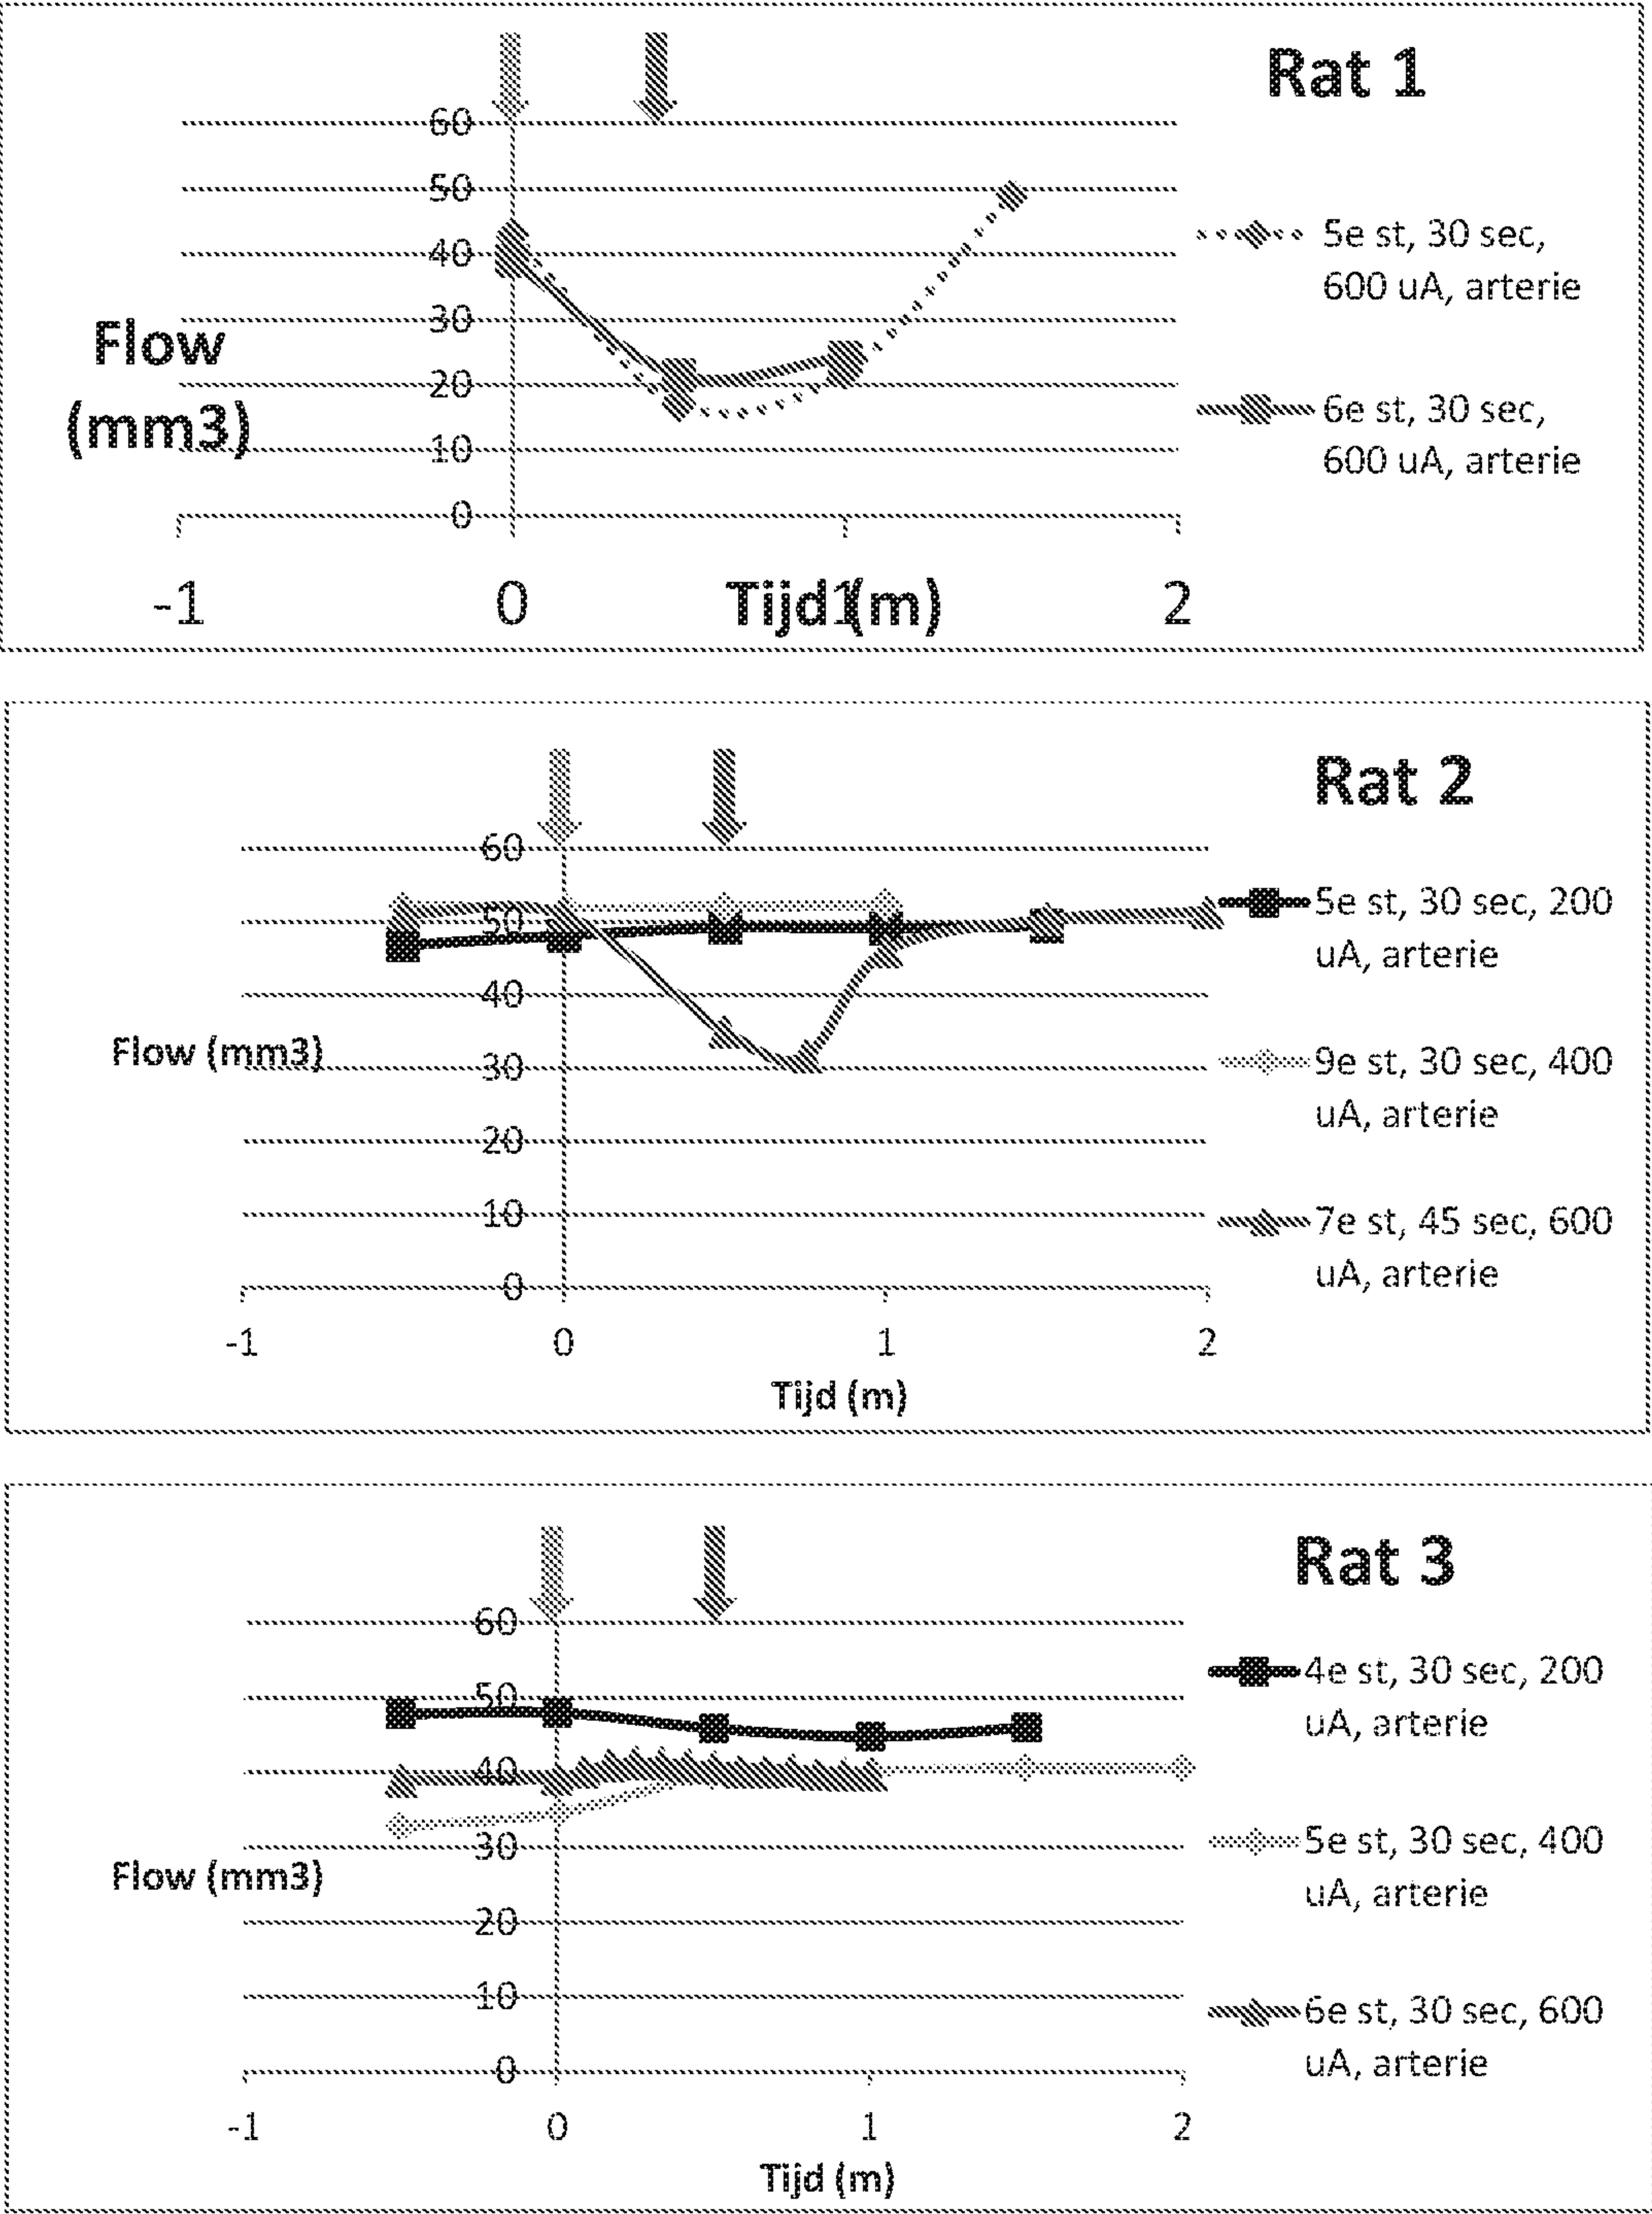 Rat 1
60
50
40
30
20
10
0
Flow
(mm3)
-1 0 1 2
Tijd (m)
5e st, 30 sec,
600 uA, arterie
6e st, 30 sec,
600 uA, arterie
Rat 2
60
50
40
30
20
10
0
Flow (mm3)
-1 0 1 2
Tijd (m)
5e st, 30 sec, 200
uA, arterie
9e st, 30 sec, 400
uA, arterie
7e st, 45 sec, 600
uA, arterie
Rat 3
60
50
40
30
20
10
0
Flow (mm3)
-1 0 1 2
Tijd (m)
4e st, 30 sec, 200
uA, arterie
5e st, 30 sec, 400
uA, arterie
6e st, 30 sec, 600
uA, arterie